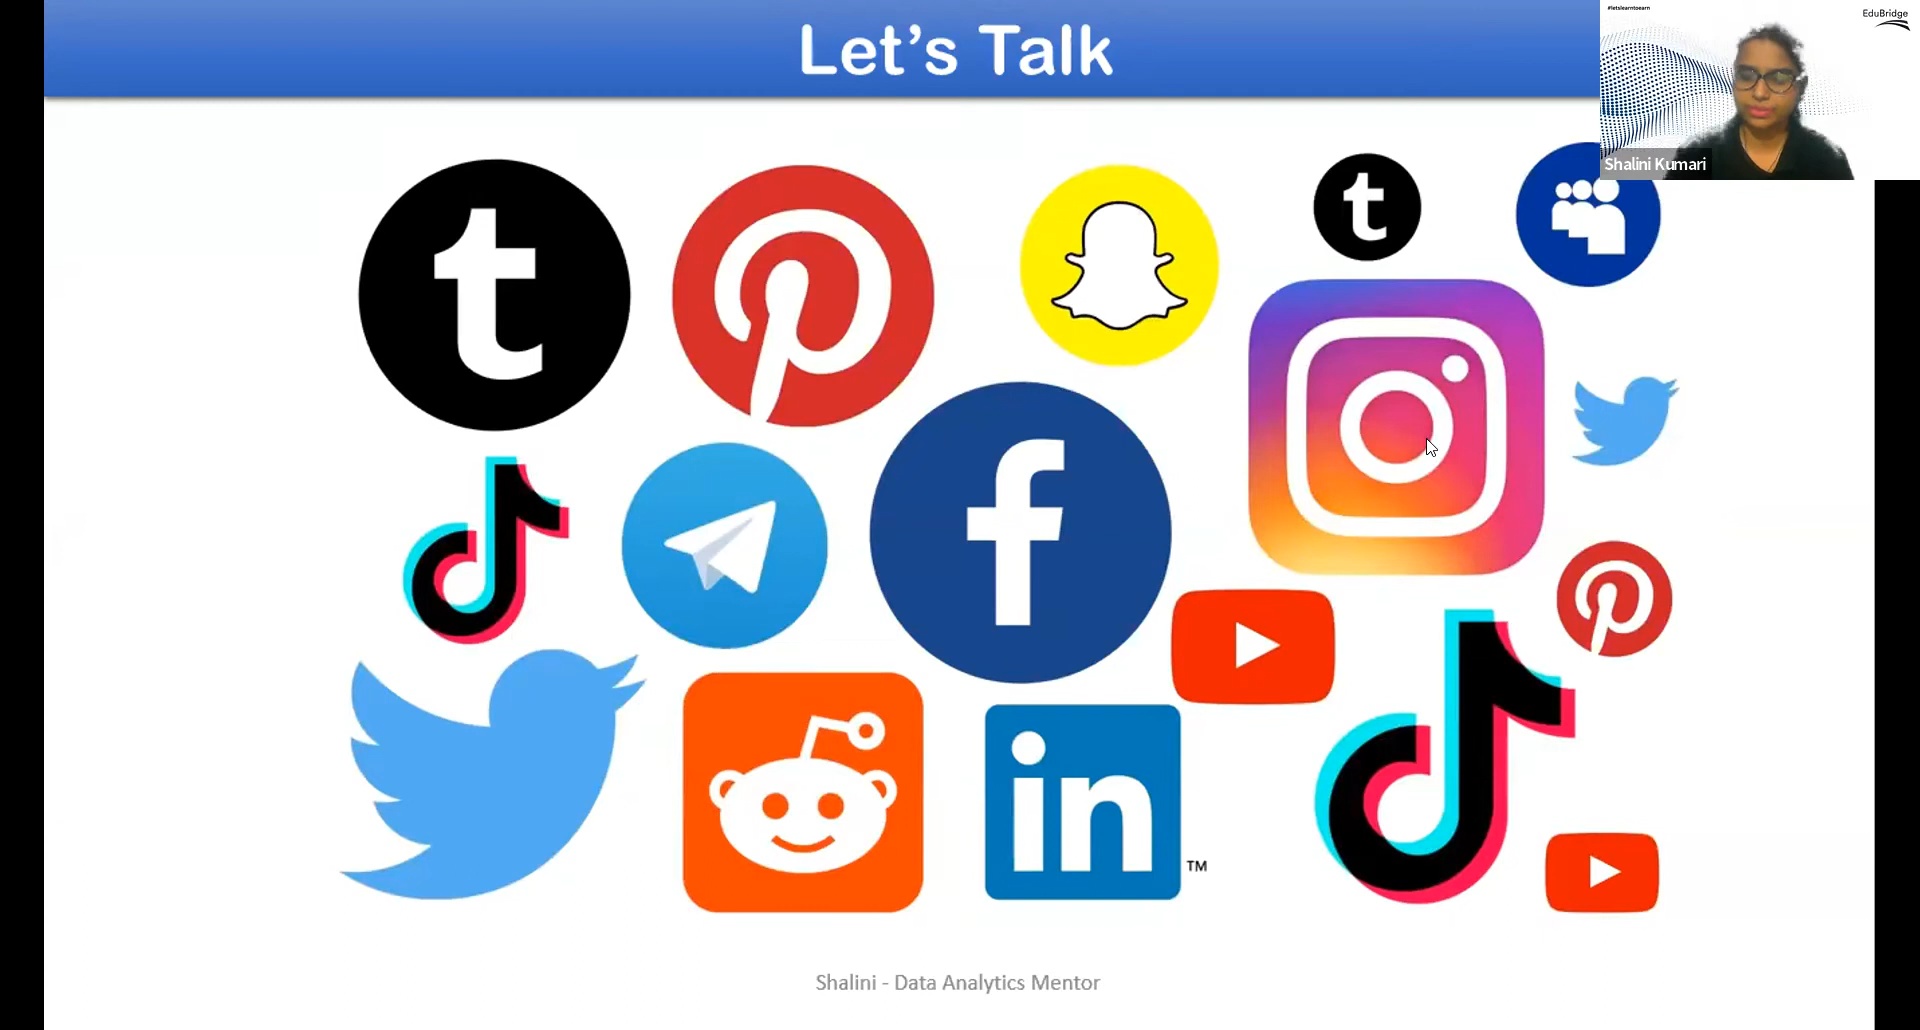 Let's Talk
#letslearntoearn
EduBridge
Shalini Kumari
t
t
f
in
TM
Shalini - Data Analytics Mentor